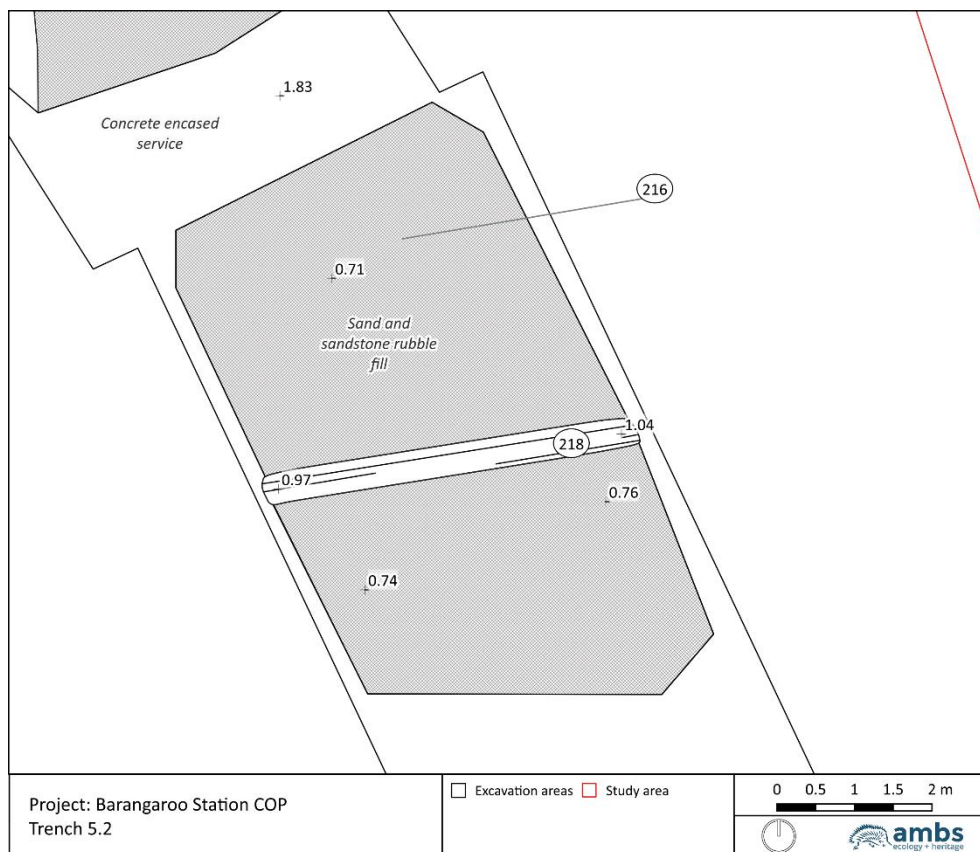 1.83
Concrete encased
service
216
0.71
Sand and
sandstone rubble
fill
1.04
218
0.97
0.76
0.74
Project: Barangaroo Station COP
Trench 5.2
Excavation areas Study area
0 0.5 1 1.5 2 m
ambs
ecology + heritage